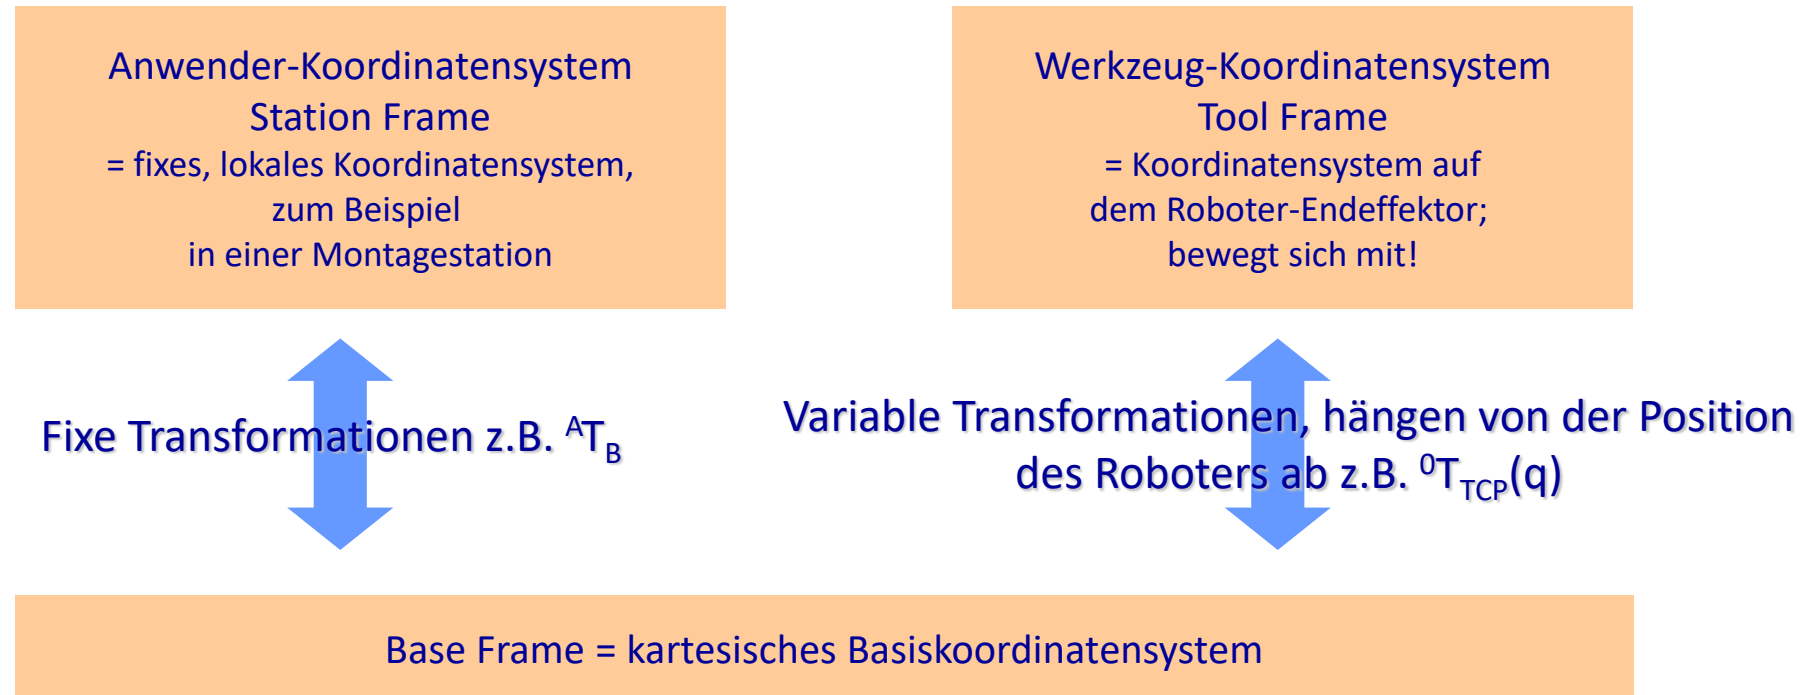 Anwender-Koordinatensystem
Station Frame
= fixes, lokales Koordinatensystem,
zum Beispiel
in einer Montagestation
Werkzeug-Koordinatensystem
Tool Frame
= Koordinatensystem auf
dem Roboter-Endeffektor;
bewegt sich mit!
Fixe Transformationen z.B. ᴬT_B
Variable Transformationen, hängen von der Position
des Roboters ab z.B. ⁰T_TCP(q)
Base Frame = kartesisches Basiskoordinatensystem